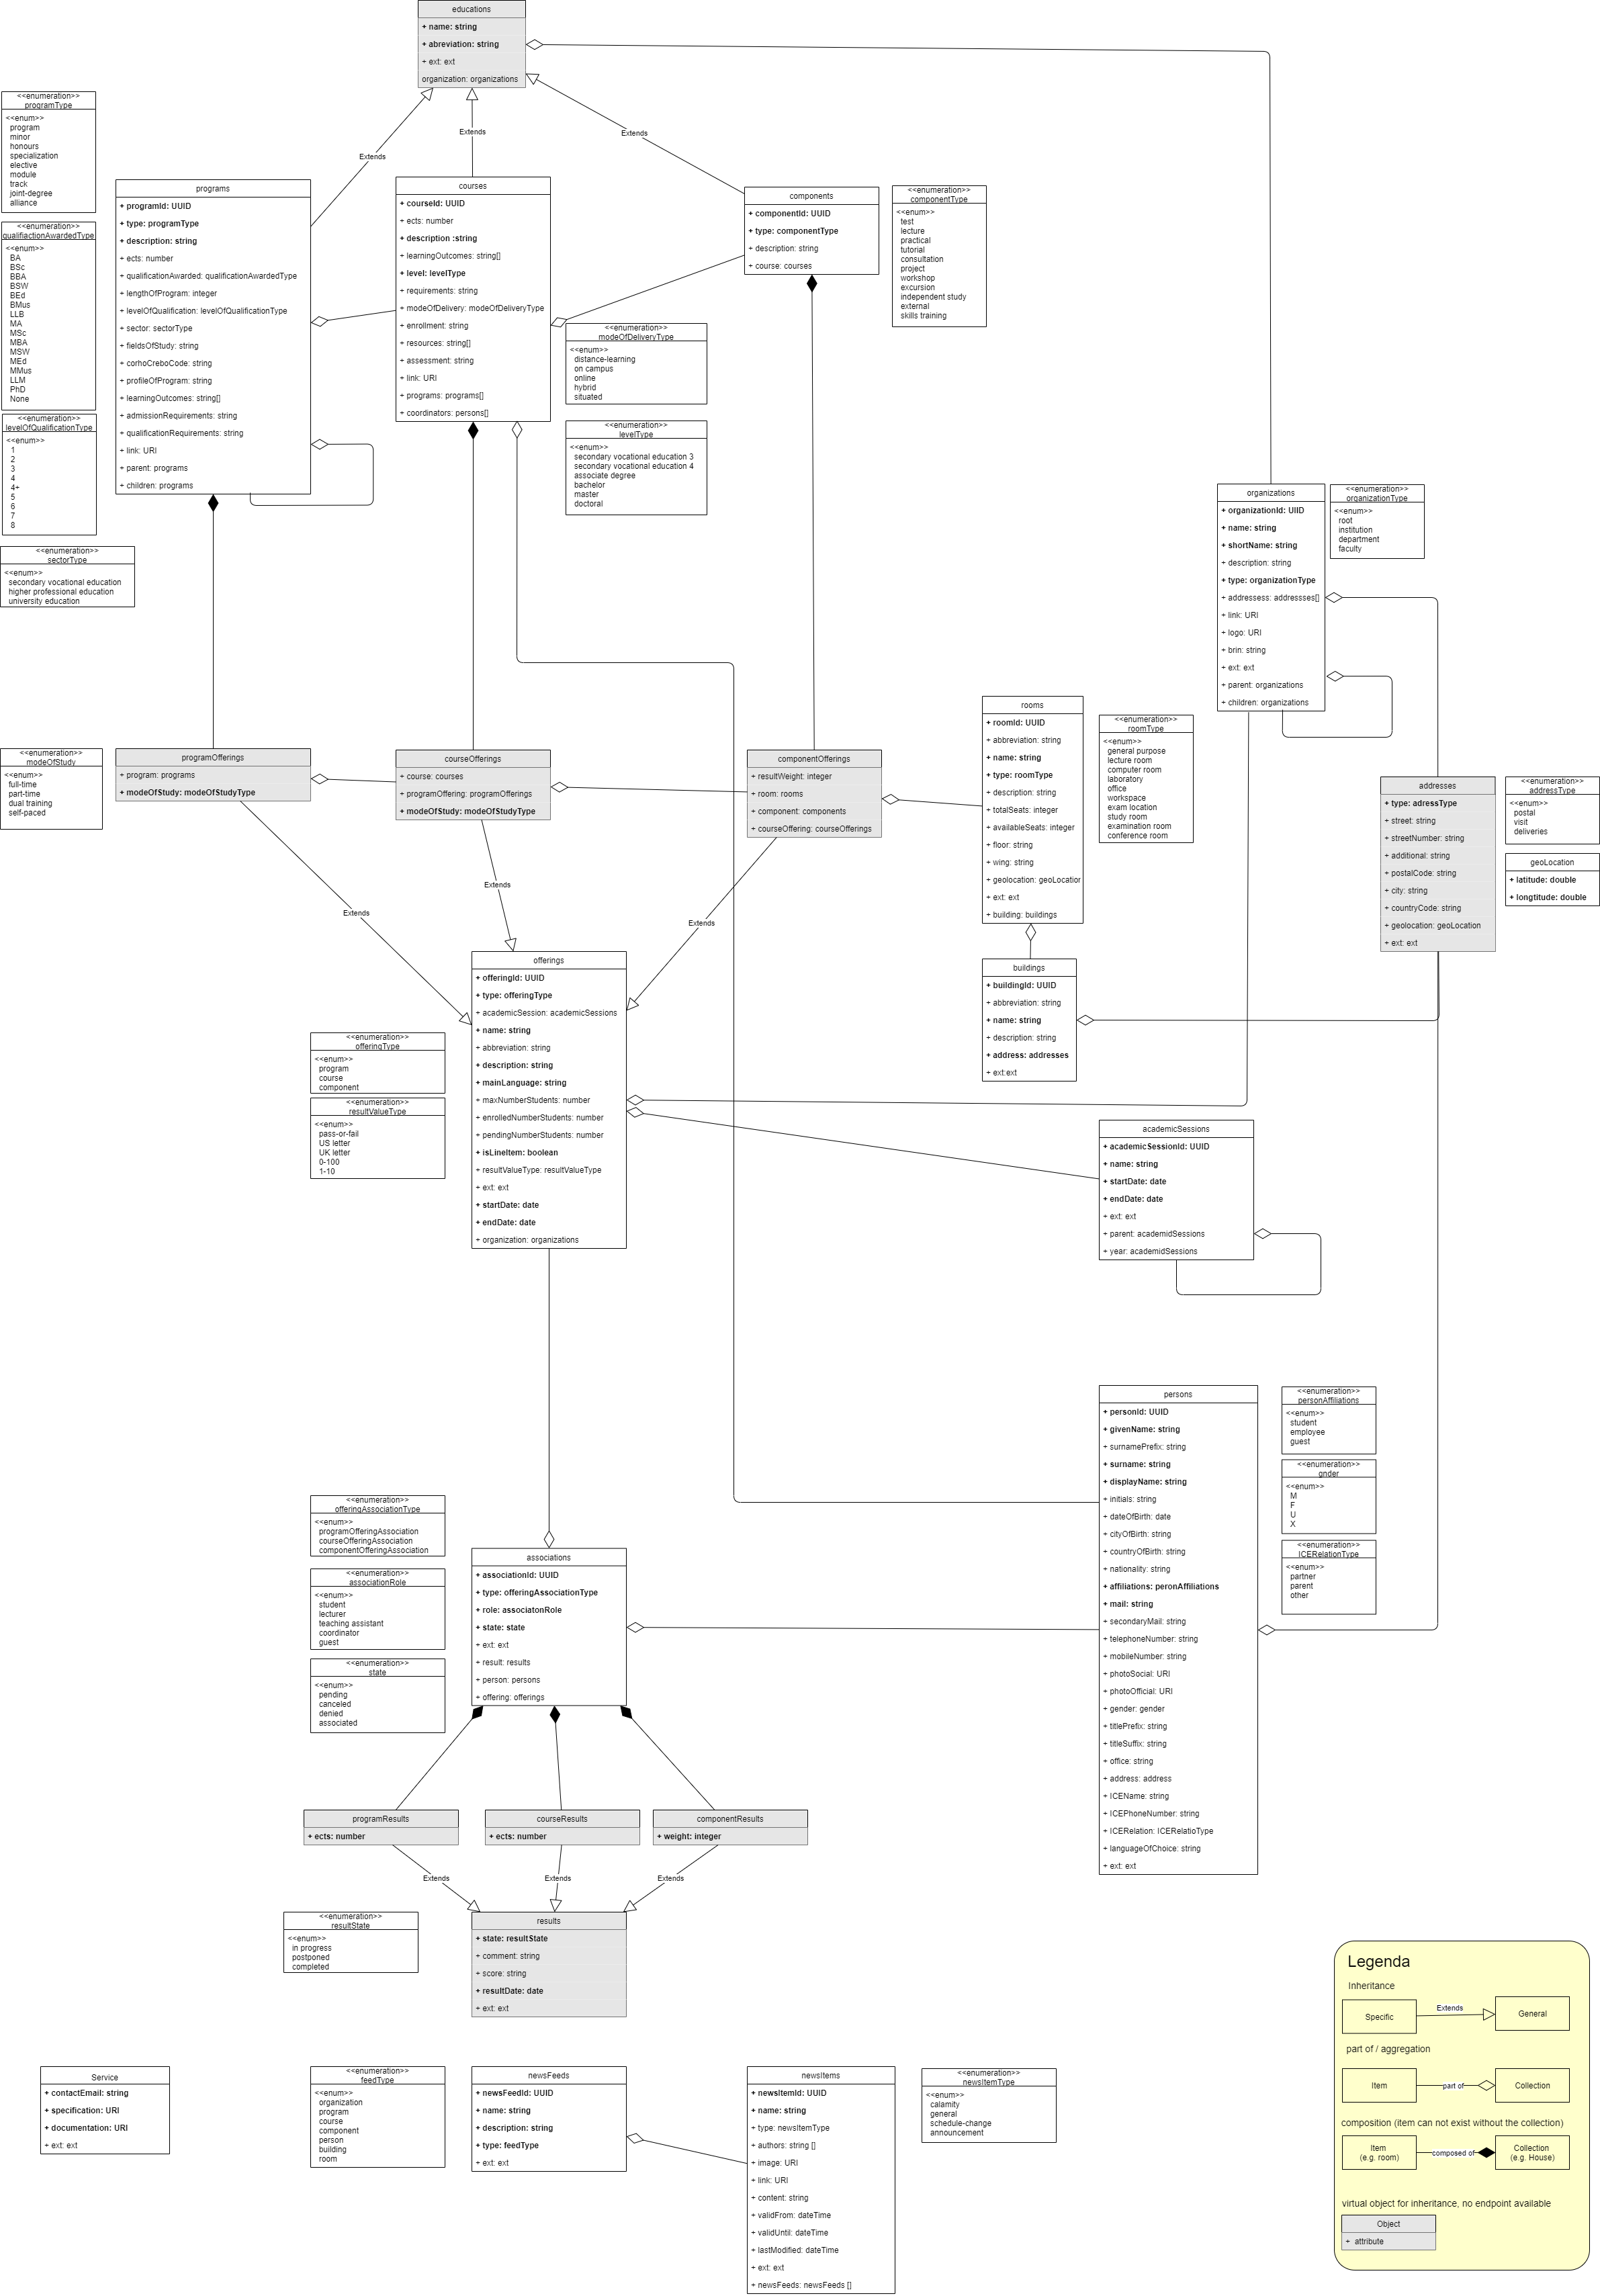 educations
+ name: string
+ abreviation: string
+ ext: ext
organization: organizations
<<enumeration>>
programType
<<enum>>
program
minor
honours
specialization
elective
module
track
joint-degree
alliance
Extends
Extends
Extends
programs
+ programId: UUID
+ type: programType
+ description: string
+ ects: number
+ qualificationAwarded: qualificationAwardedType
+ lengthOfProgram: integer
+ levelOfQualification: levelOfQualificationType
+ sector: sectorType
+ fieldsOfStudy: string
+ corhoCreboCode: string
+ profileOfProgram: string
+ learningOutcomes: string[]
+ admissionRequirements: string
+ qualificationRequirements: string
+ link: URI
+ parent: programs
+ children: programs
courses
+ courseId: UUID
+ ects: number
+ description :string
+ learningOutcomes: string[]
+ level: levelType
+ requirements: string
+ modeOfDelivery: modeOfDeliveryType
+ enrollment: string
+ resources: string[]
+ assessment: string
+ link: URI
+ programs: programs[]
+ coordinators: persons[]
components
+ componentId: UUID
+ type: componentType
+ description: string
+ course: courses
<<enumeration>>
componentType
<<enum>>
test
lecture
practical
tutorial
consultation
project
workshop
excursion
independent study
external
skills training
<<enumeration>>
qualifiactionAwardedType
<<enum>>
BA
BSc
BBA
BSW
BEd
BMus
LLB
MA
MSc
MBA
MSW
MEd
MMus
LLM
PhD
None
<<enumeration>>
modeOfDeliveryType
<<enum>>
distance-learning
on campus
online
hybrid
situated
<<enumeration>>
levelOfQualificationType
<<enum>>
1
2
3
4
4+
5
6
7
8
<<enumeration>>
levelType
<<enum>>
secondary vocational education 3
secondary vocational education 4
associate degree
bachelor
master
doctoral
<<enumeration>>
sectorType
<<enum>>
secondary vocational education
higher professional education
university education
organizations
+ organizationId: UIID
+ name: string
+ shortName: string
+ description: string
+ type: organizationType
+ addressess: addressses[]
+ link: URI
+ logo: URI
+ brin: string
+ ext: ext
+ parent: organizations
+ children: organizations
<<enumeration>>
organizationType
<<enum>>
root
institution
department
faculty
<<enumeration>>
modeOfStudy
<<enum>>
full-time
part-time
dual training
self-paced
programOfferings
+ program: programs
+ modeOfStudy: modeOfStudyType
courseOfferings
+ course: courses
+ programOffering: programOfferings
+ modeOfStudy: modeOfStudyType
componentOfferings
+ resultWeight: integer
+ room: rooms
+ component: components
+ courseOffering: courseOfferings
rooms
+ roomId: UUID
+ abbreviation: string
+ name: string
+ type: roomType
+ description: string
+ totalSeats: integer
+ availableSeats: integer
+ floor: string
+ wing: string
+ geolocation: geoLocation
+ ext: ext
+ building: buildings
<<enumeration>>
roomType
<<enum>>
general purpose
lecture room
computer room
laboratory
office
workspace
exam location
study room
examination room
conference room
addresses
+ type: adressType
+ street: string
+ streetNumber: string
+ additional: string
+ postalCode: string
+ city: string
+ countryCode: string
+ geolocation: geoLocation
+ ext: ext
<<enumeration>>
addressType
<<enum>>
postal
visit
deliveries
geoLocation
+ latitude: double
+ longtitude: double
Extends
Extends
Extends
offerings
+ offeringId: UUID
+ type: offeringType
+ academicSession: academicSessions
+ name: string
+ abbreviation: string
+ description: string
+ mainLanguage: string
+ maxNumberStudents: number
+ enrolledNumberStudents: number
+ pendingNumberStudents: number
+ isLineItem: boolean
+ resultValueType: resultValueType
+ ext: ext
+ startDate: date
+ endDate: date
+ organization: organizations
buildings
+ buildingId: UUID
+ abbreviation: string
+ name: string
+ description: string
+ address: addresses
+ ext:ext
<<enumeration>>
offeringType
<<enum>>
program
course
component
<<enumeration>>
resultValueType
<<enum>>
pass-or-fail
US letter
UK letter
0-100
1-10
academicSessions
+ academicSessionId: UUID
+ name: string
+ startDate: date
+ endDate: date
+ ext: ext
+ parent: academidSessions
+ year: academidSessions
persons
+ personId: UUID
+ givenName: string
+ surnamePrefix: string
+ surname: string
+ displayName: string
+ initials: string
+ dateOfBirth: date
+ cityOfBirth: string
+ countryOfBirth: string
+ nationality: string
+ affiliations: peronAffiliations
+ mail: string
+ secondaryMail: string
+ telephoneNumber: string
+ mobileNumber: string
+ photoSocial: URI
+ photoOfficial: URI
+ gender: gender
+ titlePrefix: string
+ titleSuffix: string
+ office: string
+ address: address
+ ICEName: string
+ ICEPhoneNumber: string
+ ICERelation: ICERelatioType
+ languageOfChoice: string
+ ext: ext
<<enumeration>>
personAffiliations
<<enum>>
student
employee
guest
<<enumeration>>
gnder
<<enum>>
M
F
U
X
<<enumeration>>
ICERelationType
<<enum>>
partner
parent
other
<<enumeration>>
offeringAssociationType
<<enum>>
programOfferingAssociation
courseOfferingAssociation
componentOfferingAssociation
<<enumeration>>
associationRole
<<enum>>
student
lecturer
teaching assistant
coordinator
guest
<<enumeration>>
state
<<enum>>
pending
canceled
denied
associated
associations
+ associationId: UUID
+ type: offeringAssociationType
+ role: associatonRole
+ state: state
+ ext: ext
+ result: results
+ person: persons
+ offering: offerings
programResults
+ ects: number
courseResults
+ ects: number
componentResults
+ weight: integer
Extends
Extends
Extends
<<enumeration>>
resultState
<<enum>>
in progress
postponed
completed
results
+ state: resultState
+ comment: string
+ score: string
+ resultDate: date
+ ext: ext
Legenda
Inheritance
Specific
Extends
General
part of / aggregation
Item
part of
Collection
composition (item can not exist without the collection)
Item
(e.g. room)
composed of
Collection
(e.g. House)
virtual object for inheritance, no endpoint available
Object
+ attribute
Service
+ contactEmail: string
+ specification: URI
+ documentation: URI
+ ext: ext
<<enumeration>>
feedType
<<enum>>
organization
program
course
component
person
building
room
newsFeeds
+ newsFeedId: UUID
+ name: string
+ description: string
+ type: feedType
+ ext: ext
newsItems
+ newsItemId: UUID
+ name: string
+ type: newsItemType
+ authors: string []
+ image: URI
+ link: URI
+ content: string
+ validFrom: dateTime
+ validUntil: dateTime
+ lastModified: dateTime
+ ext: ext
+ newsFeeds: newsFeeds []
<<enumeration>>
newsItemType
<<enum>>
calamity
general
schedule-change
announcement